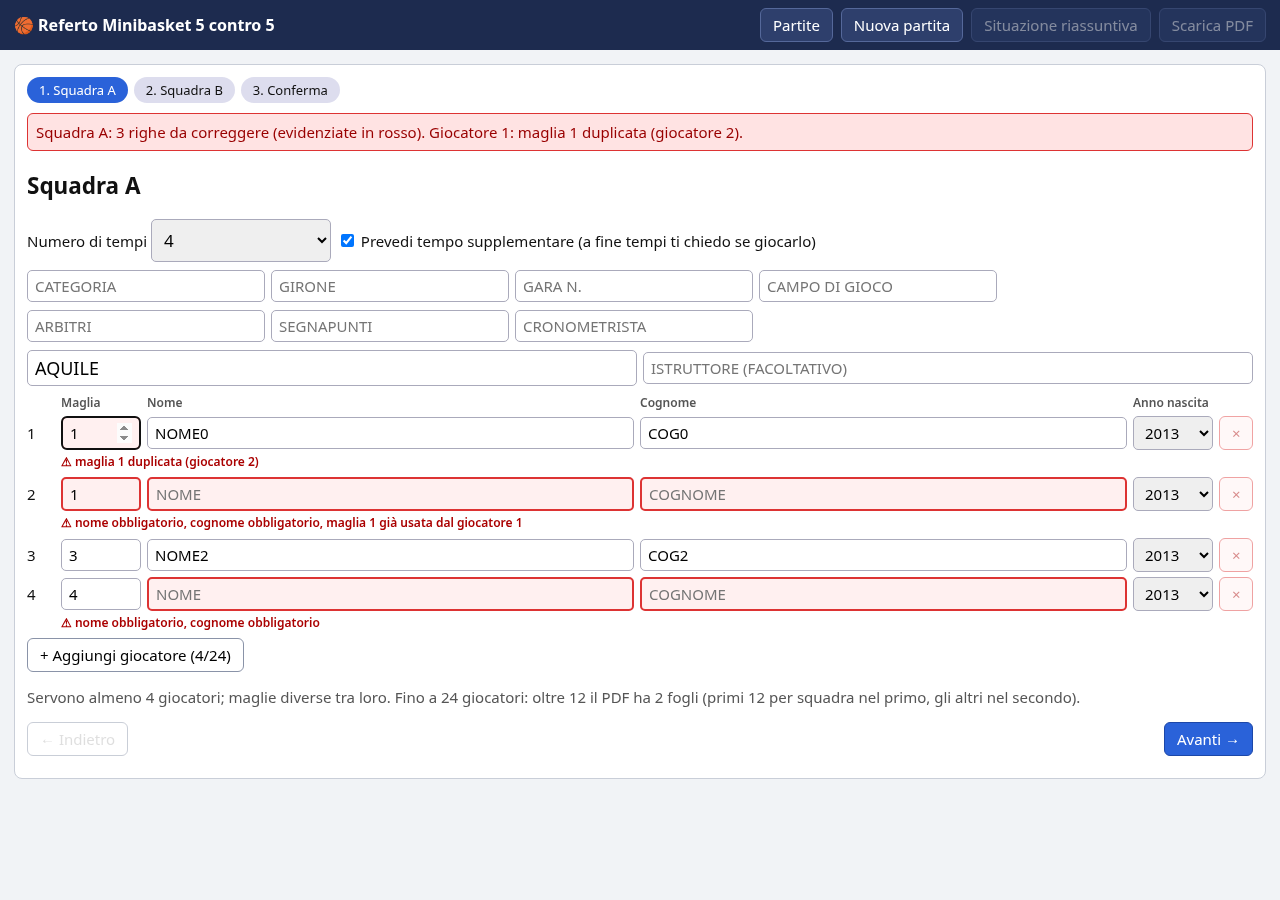 🏀 Referto Minibasket 5 contro 5 Partite Nuova partita Situazione riassuntiva Scarica PDF
1. Squadra A 2. Squadra B 3. Conferma
Squadra A: 3 righe da correggere (evidenziate in rosso). Giocatore 1: maglia 1 duplicata (giocatore 2).
Squadra A
Numero di tempi 4 Prevedi tempo supplementare (a fine tempi ti chiedo se giocarlo)
CATEGORIA GIRONE GARA N. CAMPO DI GIOCO
ARBITRI SEGNAPUNTI CRONOMETRISTA
AQUILE ISTRUTTORE (FACOLTATIVO)
Maglia Nome Cognome Anno nascita
1 1 NOME0 COG0 2013 ×
⚠ maglia 1 duplicata (giocatore 2)
2 1 NOME COGNOME 2013 ×
⚠ nome obbligatorio, cognome obbligatorio, maglia 1 già usata dal giocatore 1
3 3 NOME2 COG2 2013 ×
4 4 NOME COGNOME 2013 ×
⚠ nome obbligatorio, cognome obbligatorio
+ Aggiungi giocatore (4/24)
Servono almeno 4 giocatori; maglie diverse tra loro. Fino a 24 giocatori: oltre 12 il PDF ha 2 fogli (primi 12 per squadra nel primo, gli altri nel secondo).
← Indietro Avanti →